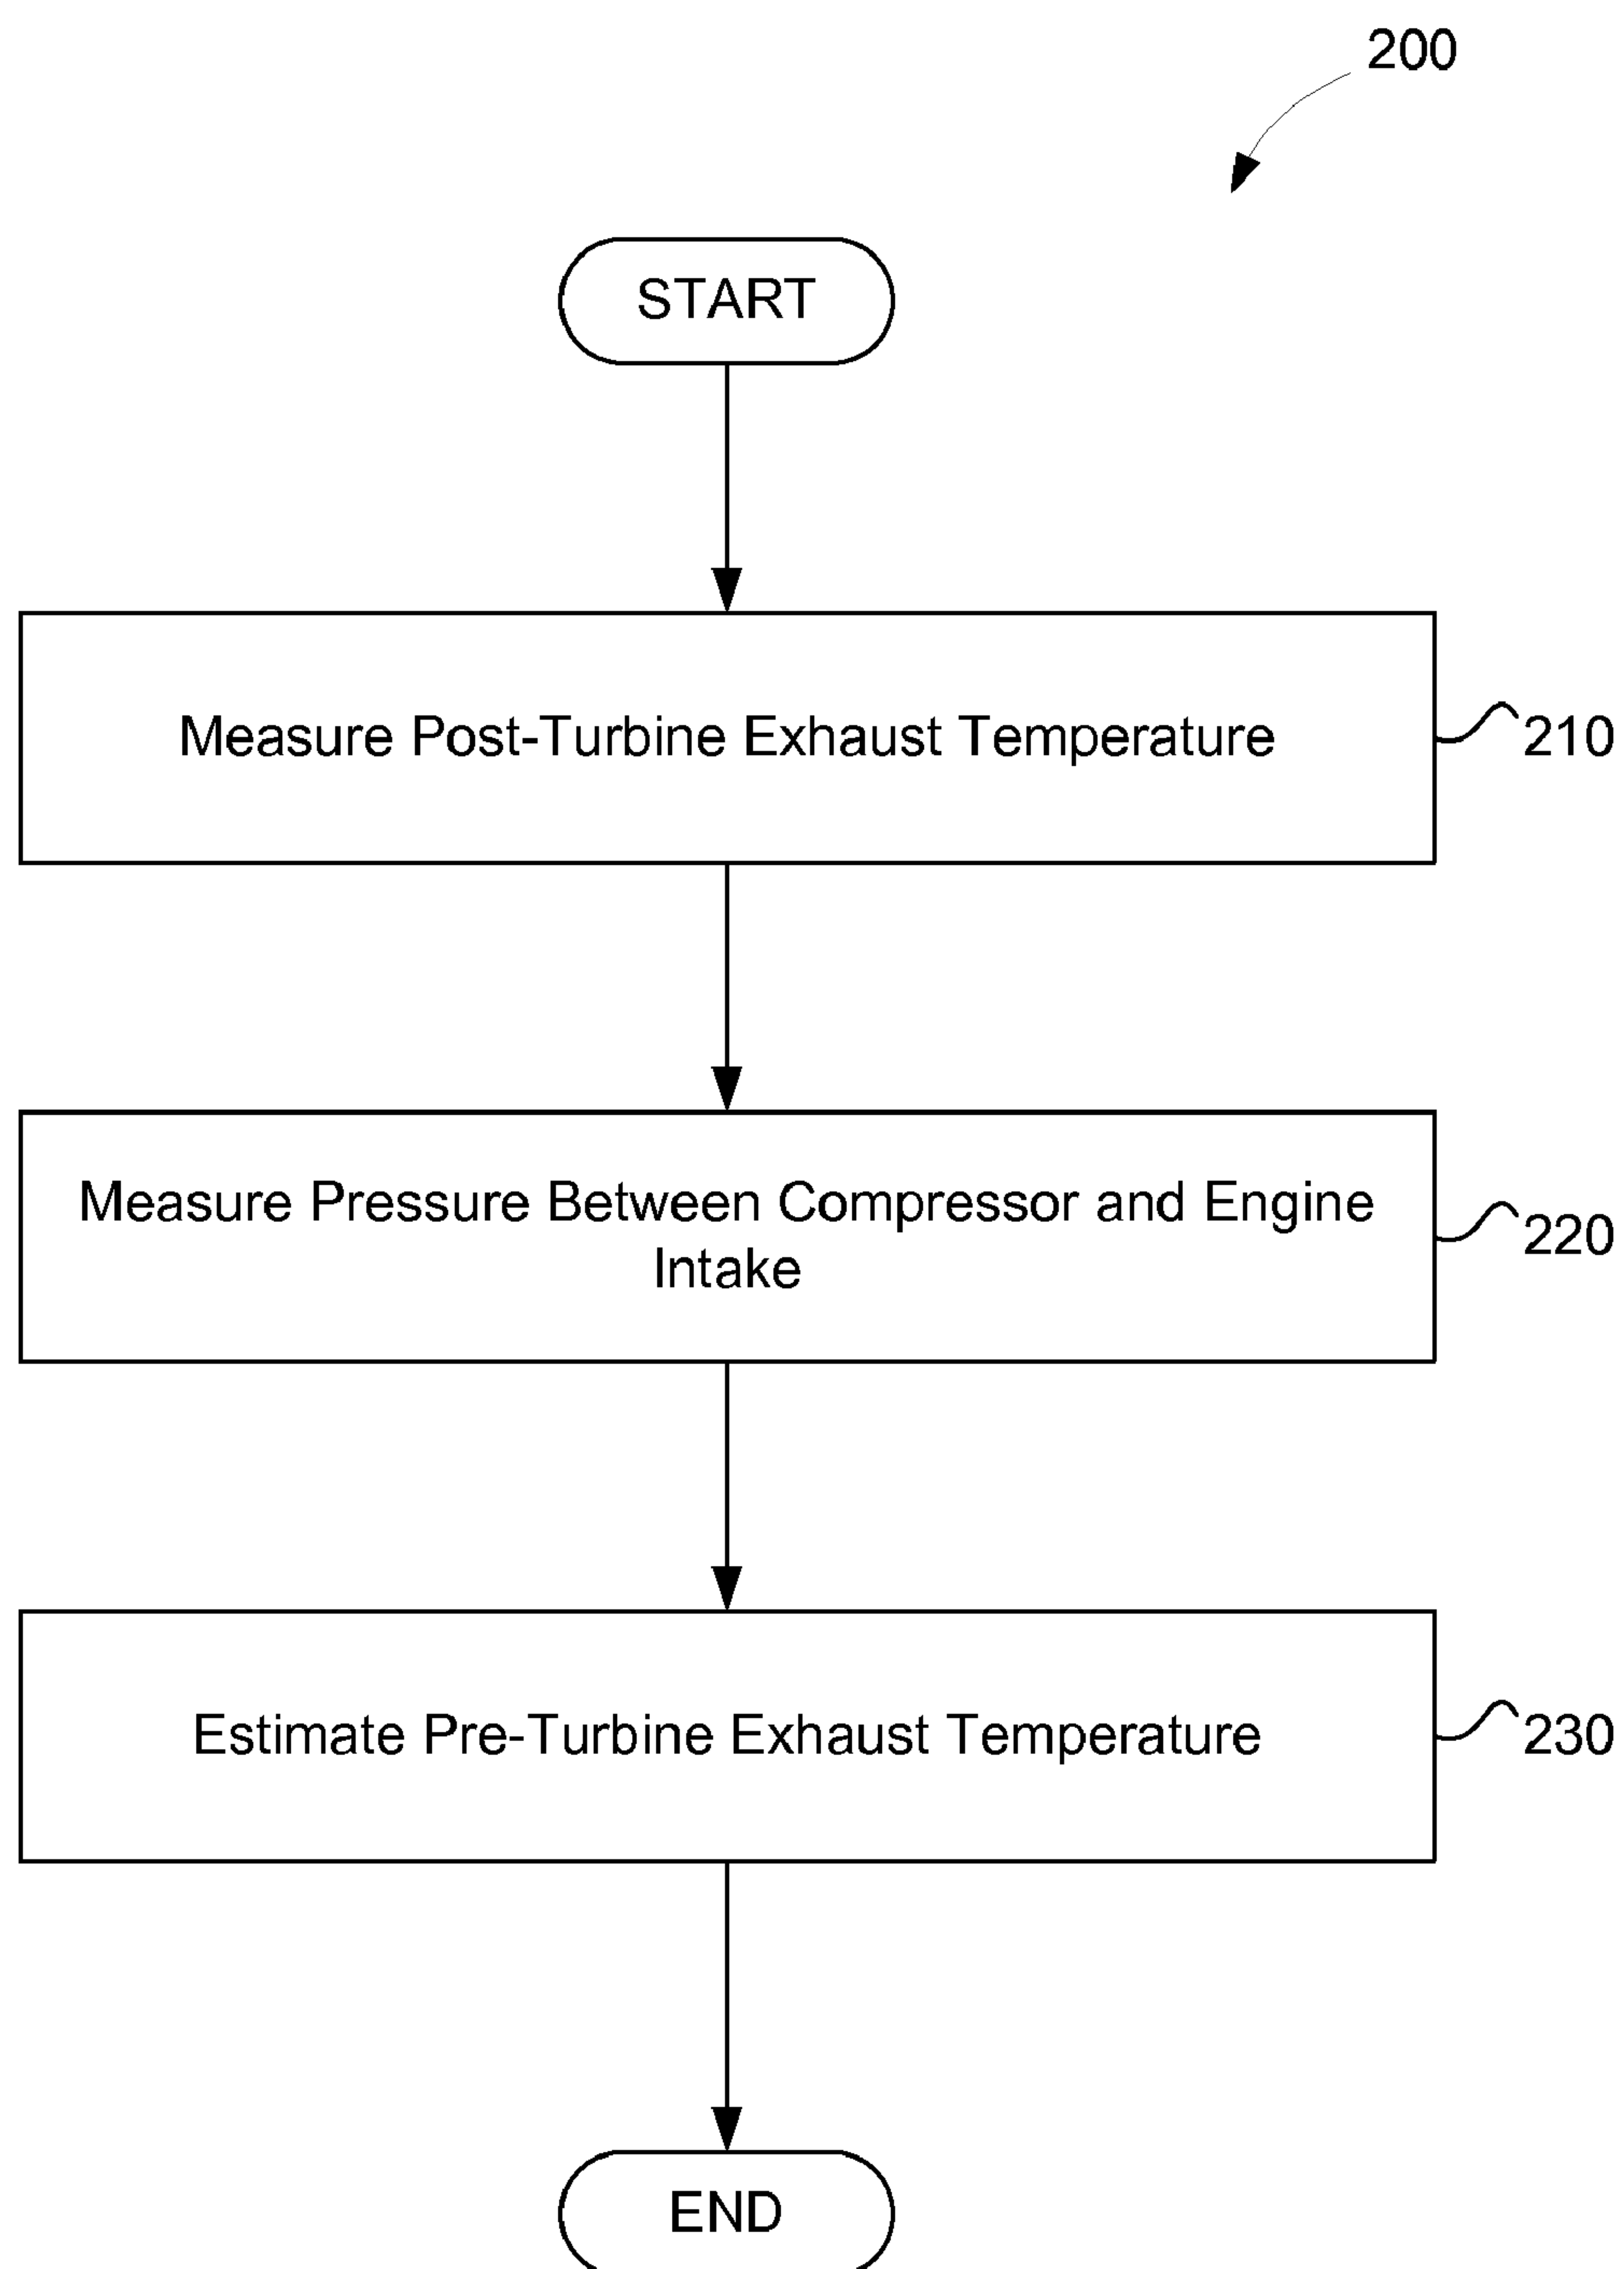 200
START
Measure Post-Turbine Exhaust Temperature
210
Measure Pressure Between Compressor and Engine
Intake
220
Estimate Pre-Turbine Exhaust Temperature
230
END